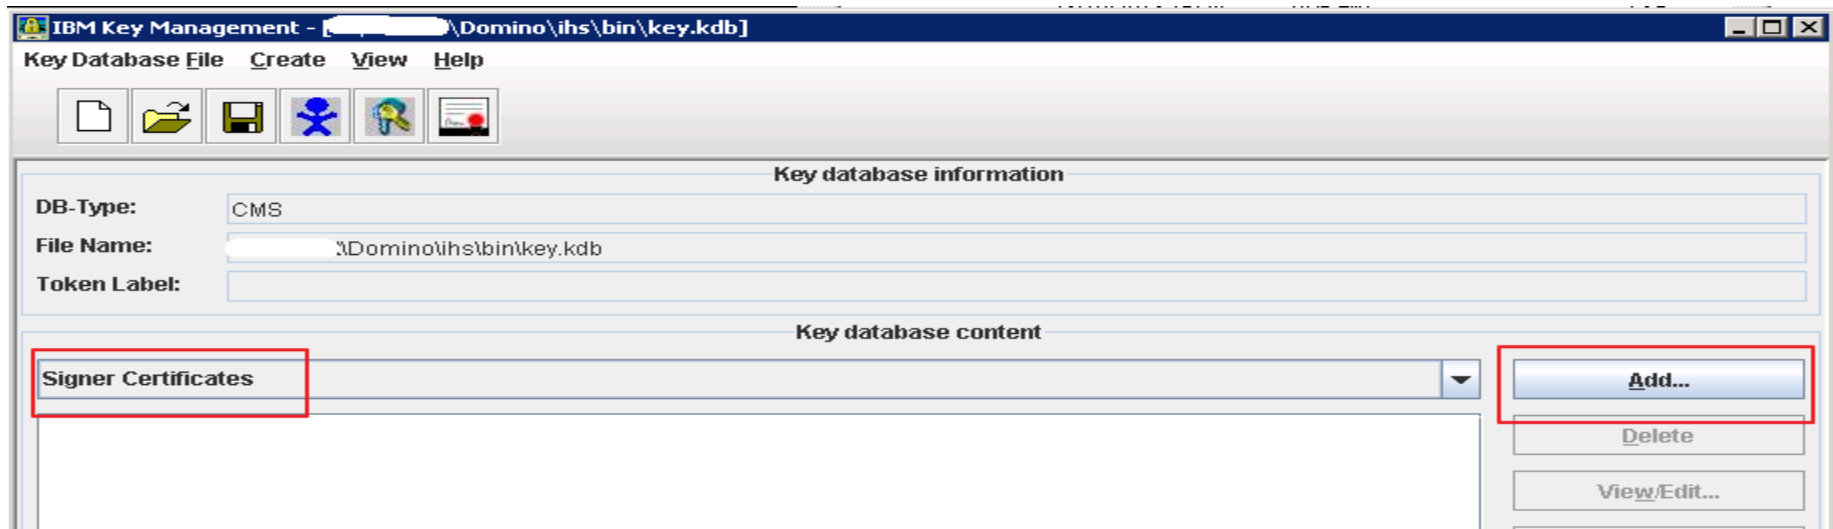 IBM Key Management - [ \Domino\ihs\bin\key.kdb]
Key Database File Create View Help
Key database information
DB-Type: CMS
File Name: \Domino\ihs\bin\key.kdb
Token Label:
Key database content
Signer Certificates Add...
Delete
View/Edit...